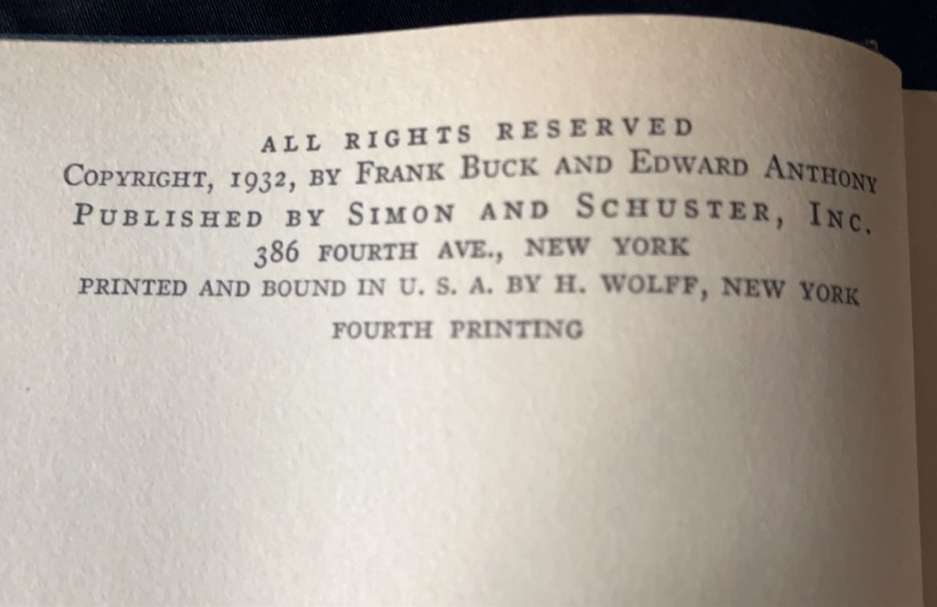 ALL RIGHTS RESERVED
COPYRIGHT, 1932, BY FRANK BUCK AND EDWARD ANTHONY
PUBLISHED BY SIMON AND SCHUSTER, INC.
386 FOURTH AVE., NEW YORK
PRINTED AND BOUND IN U. S. A. BY H. WOLFF, NEW YORK
FOURTH PRINTING